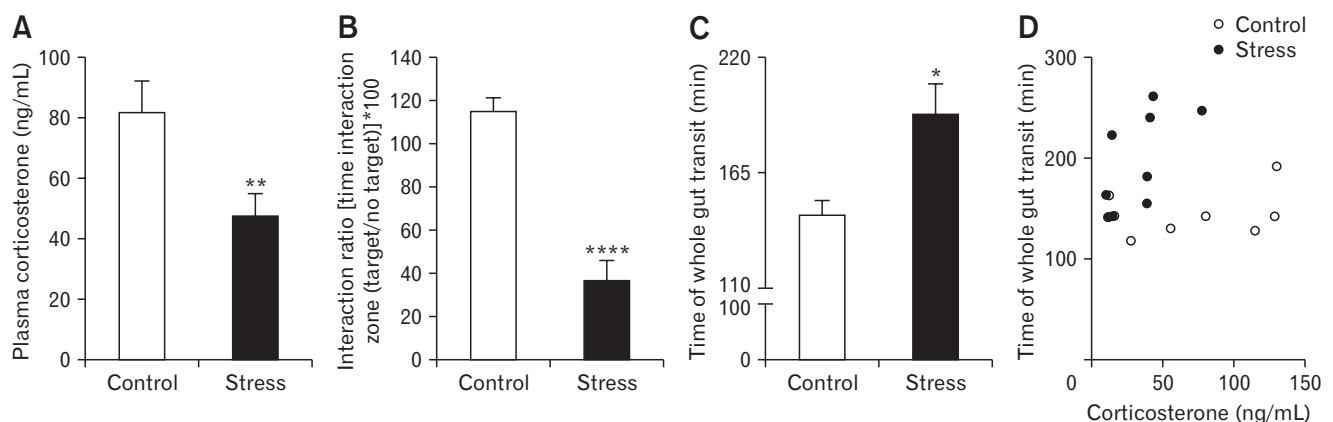 A
Plasma corticosterone (ng/mL)
100
80
60
40
20
0
**
Control
Stress
B
Interaction ratio [time interaction
zone (target/no target)]*100
140
120
100
80
60
40
20
0
****
Control
Stress
C
Time of whole gut transit (min)
220
165
110
100
0
*
Control
Stress
D
Control
Stress
Time of whole gut transit (min)
300
200
100
0
50
100
150
Corticosterone (ng/mL)